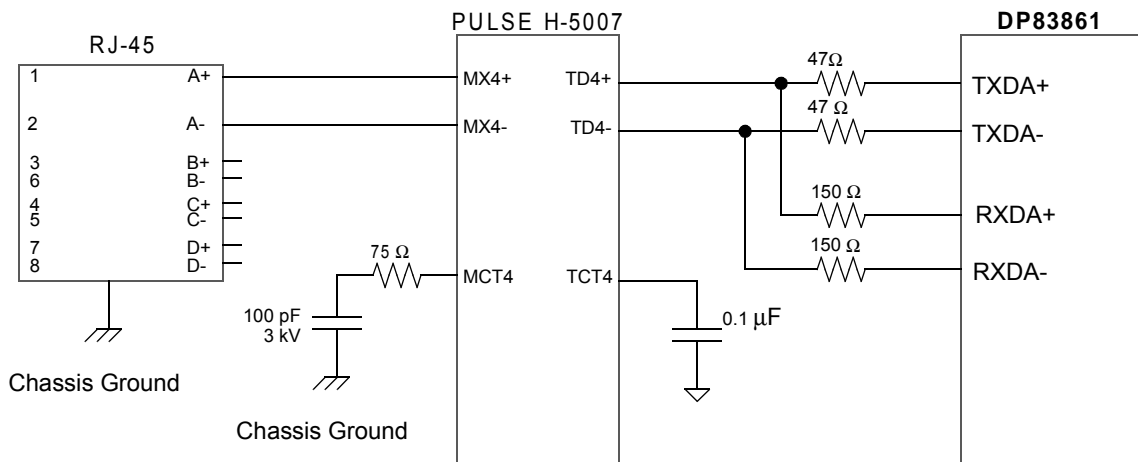 PULSE H-5007
DP83861
RJ-45
47Ω
1 A+ MX4+ TD4+ TXDA+
47 Ω
2 A- MX4- TD4- TXDA-
3 B+
6 B-
150 Ω
4 C+
5 C-
RXDA+
7 D+
8 D-
75 Ω
150 Ω
MCT4 TCT4 RXDA-
100 pF
3 kV
0.1 μF
Chassis Ground
Chassis Ground